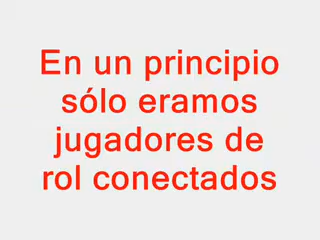 En un principio
sólo eramos
jugadores de
rol conectados